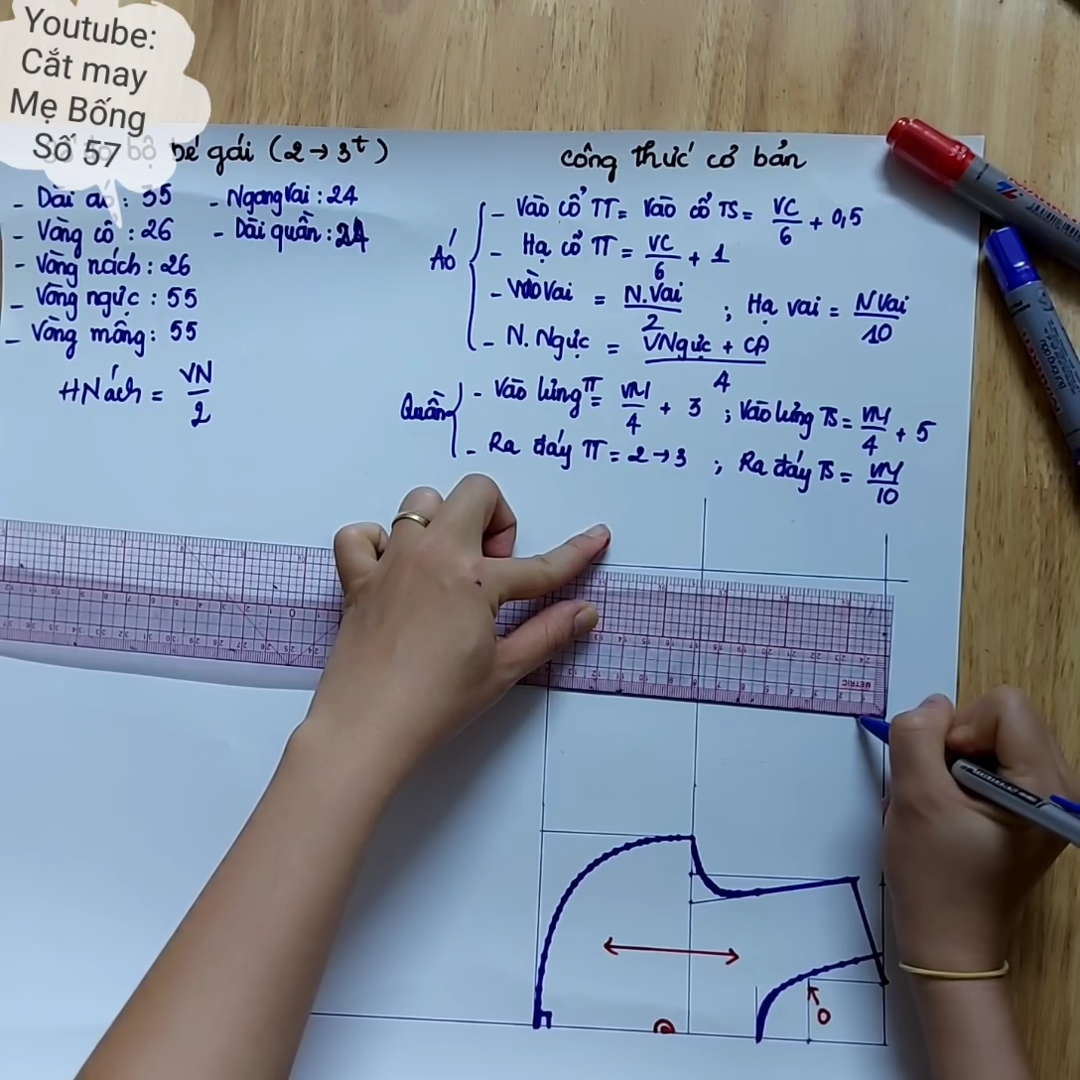 Youtube:
Cắt may
Mẹ Bống
Số 57
bộ bé gái (2→3t)
- Dài áo : 35
- Vòng cổ : 26
- Vòng nách : 26
- Vòng ngực : 55
- Vòng mông : 55
HNách = VN/2
- Ngang vai : 24
- Dài quần : 24
công thức cơ bản
Áo
- Vào cổ TT = Vào cổ TS = VC/6 + 0,5
- Hạ cổ TT = VC/6 + 1
- Vào Vai = N.Vai/2 ; Hạ vai = N Vai/10
- N. Ngực = VNgực + CĐ/4
Quần
- Vào lưng TT = VM/4 + 3 ; Vào lưng TS = VM/4 + 5
- Ra đáy TT = 2→3 ; Ra đáy TS = VM/10
METRIC